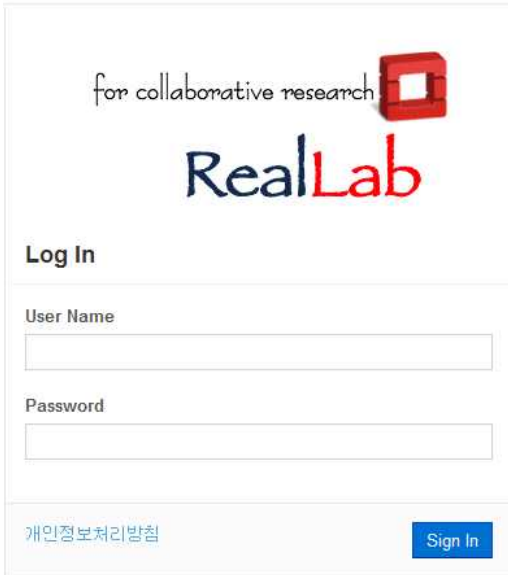 for collaborative research
RealLab
Log In
User Name
Password
개인정보처리방침
Sign In